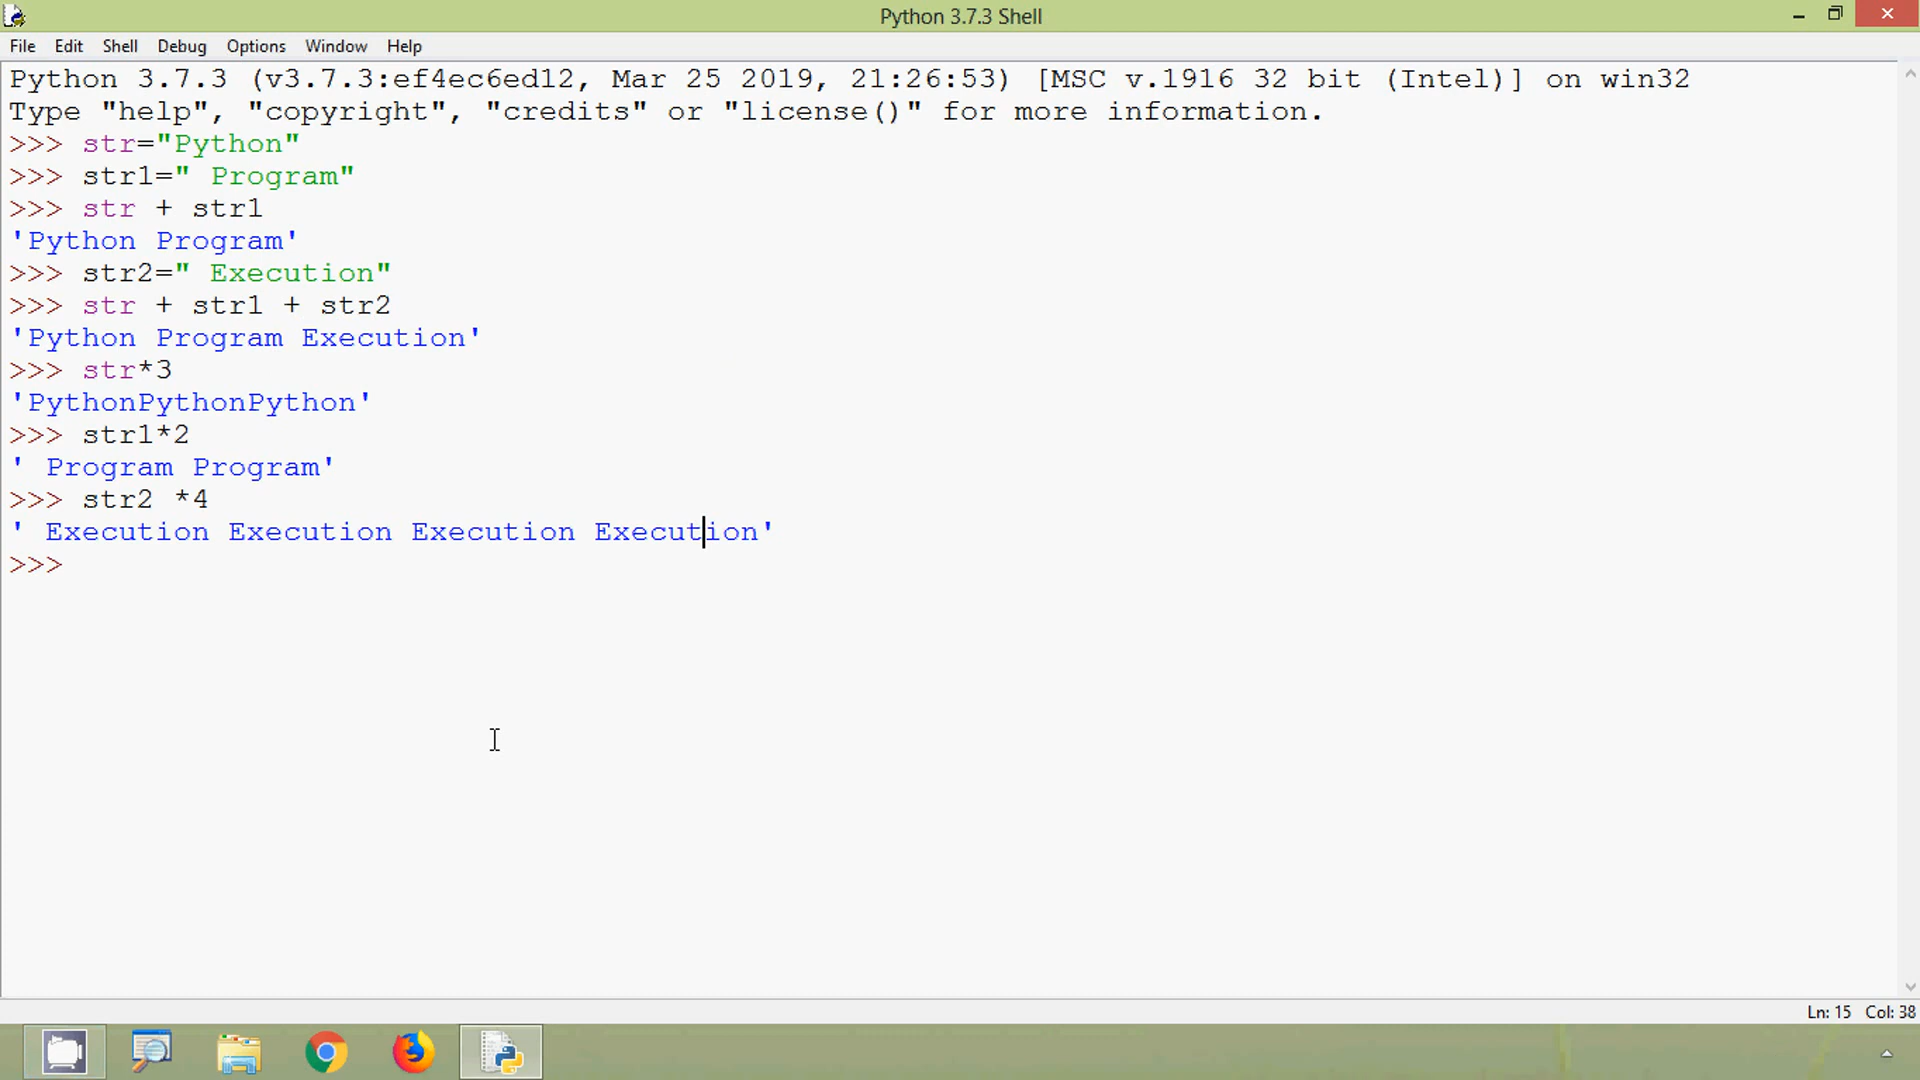 Python 3.7.3 Shell
File Edit Shell Debug Options Window Help
Python 3.7.3 (v3.7.3:ef4ec6ed12, Mar 25 2019, 21:26:53) [MSC v.1916 32 bit (Intel)] on win32
Type "help", "copyright", "credits" or "license()" for more information.
>>> str="Python"
>>> str1=" Program"
>>> str + str1
'Python Program'
>>> str2=" Execution"
>>> str + str1 + str2
'Python Program Execution'
>>> str*3
'PythonPythonPython'
>>> str1*2
' Program Program'
>>> str2 *4
' Execution Execution Execution Execution'
>>>
Ln: 15 Col: 38